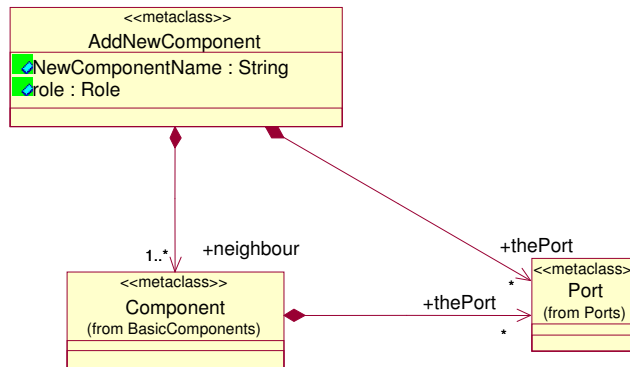 <<metaclass>>
AddNewComponent
NewComponentName : String
role : Role
+thePort
1..*
+neighbour
*
<<metaclass>>
Component
(from BasicComponents)
+thePort
*
<<metaclass>
Port
(from Ports)